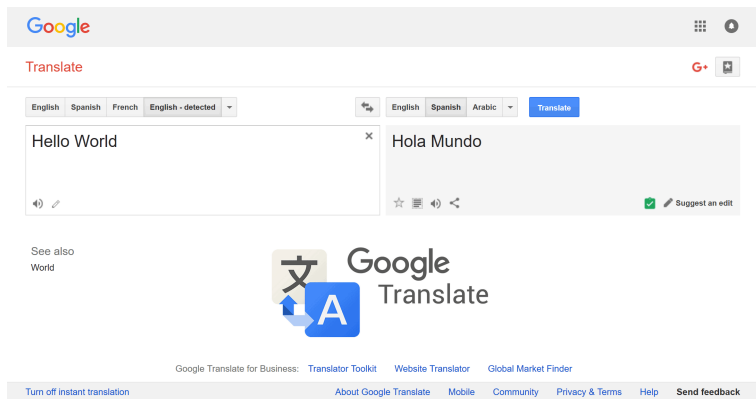 Google
Translate
G+
English Spanish French English - detected
English Spanish Arabic Translate
Hello World
Hola Mundo
Suggest an edit
See also
World
文
A
Google
Translate
Google Translate for Business: Translator Toolkit Website Translator Global Market Finder
Turn off instant translation About Google Translate Mobile Community Privacy & Terms Help Send feedback